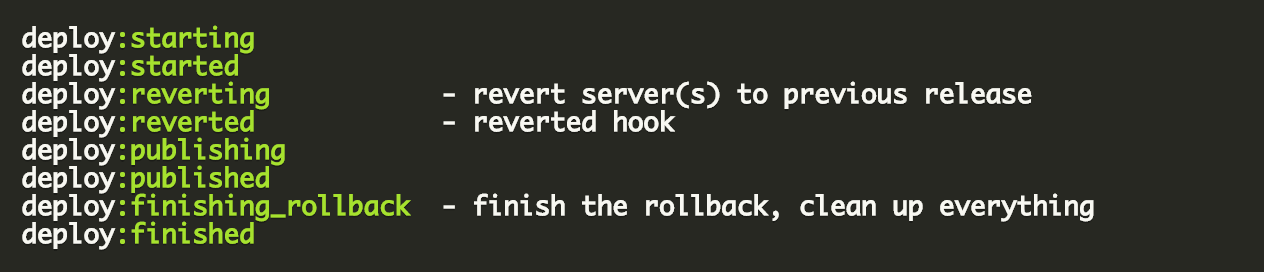 deploy:starting
deploy:started
deploy:reverting           - revert server(s) to previous release
deploy:reverted            - reverted hook
deploy:publishing
deploy:published
deploy:finishing_rollback  - finish the rollback, clean up everything
deploy:finished